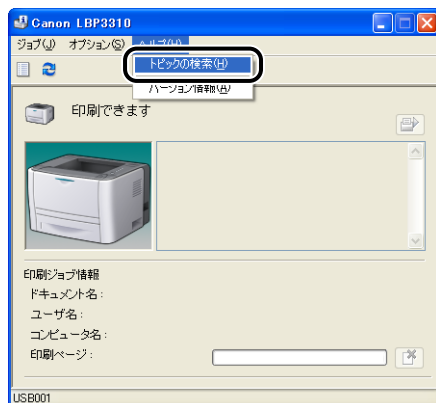 Canon LBP3310
ジョブ(J) オプション(S) ヘルプ(H)
トピックの検索(H)
バージョン情報(A)
印刷できます
印刷ジョブ情報
ドキュメント名:
ユーザ名:
コンピュータ名:
印刷ページ:
USB001